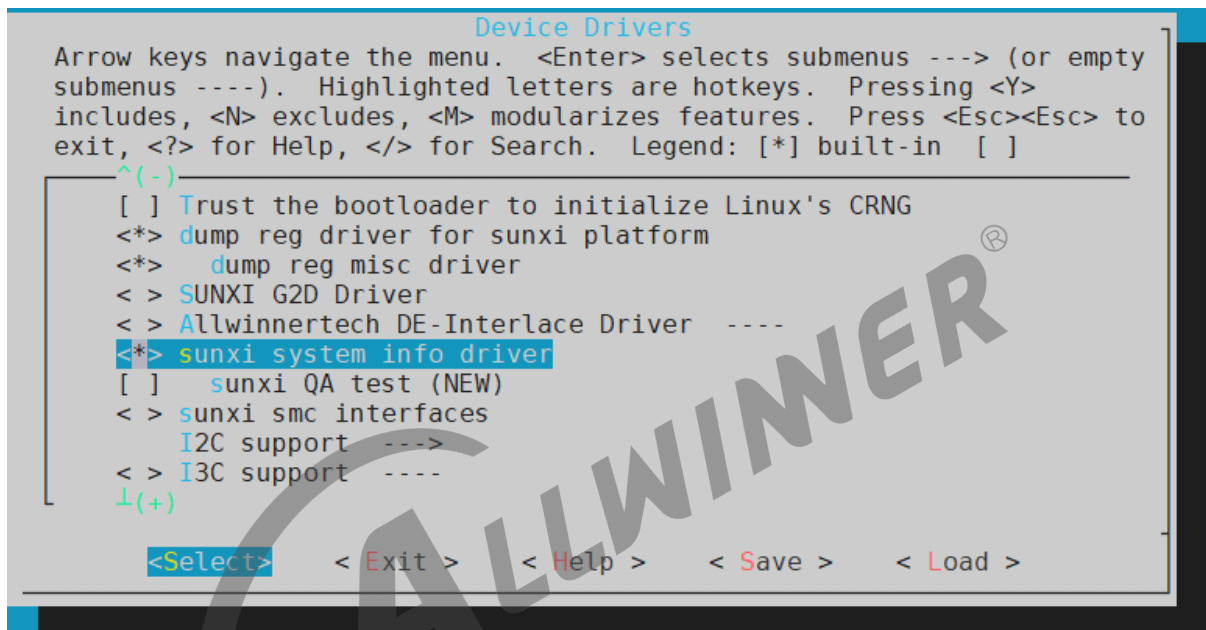 Device Drivers
Arrow keys navigate the menu.  <Enter> selects submenus ---> (or empty
submenus ----).  Highlighted letters are hotkeys.  Pressing <Y>
includes, <N> excludes, <M> modularizes features.  Press <Esc><Esc> to
exit, <?> for Help, </> for Search.  Legend: [*] built-in  [ ]
^(-)
[ ] Trust the bootloader to initialize Linux's CRNG
<*> dump reg driver for sunxi platform
<*>   dump reg misc driver
< > SUNXI G2D Driver
< > Allwinnertech DE-Interlace Driver  ----
<*> sunxi system info driver
[ ]   sunxi QA test (NEW)
< > sunxi smc interfaces
I2C support  --->
< > I3C support  ----
┴(+)
<Select>    < Exit >    < Help >    < Save >    < Load >
ALLWINNER®